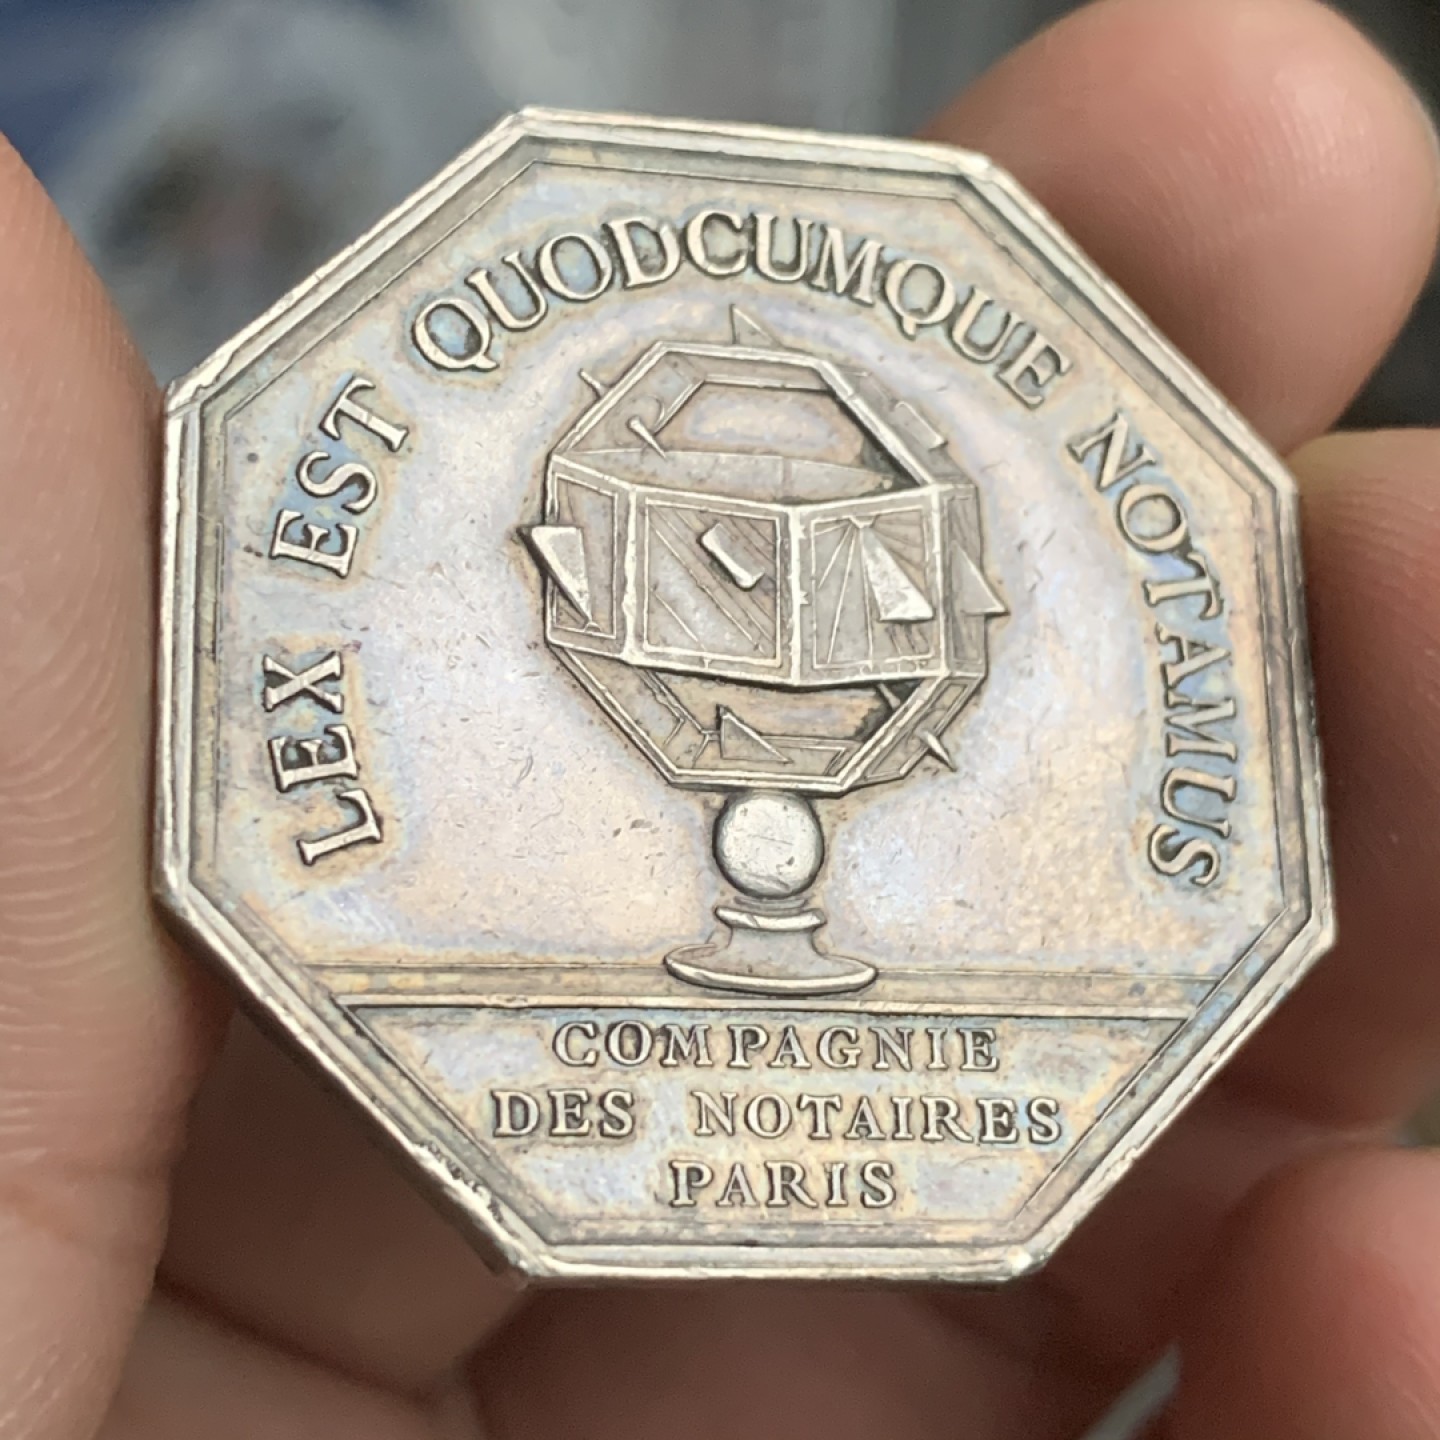 LEX EST QUODCUMQUE NOTAMUS
COMPAGNIE
DES NOTAIRES
PARIS